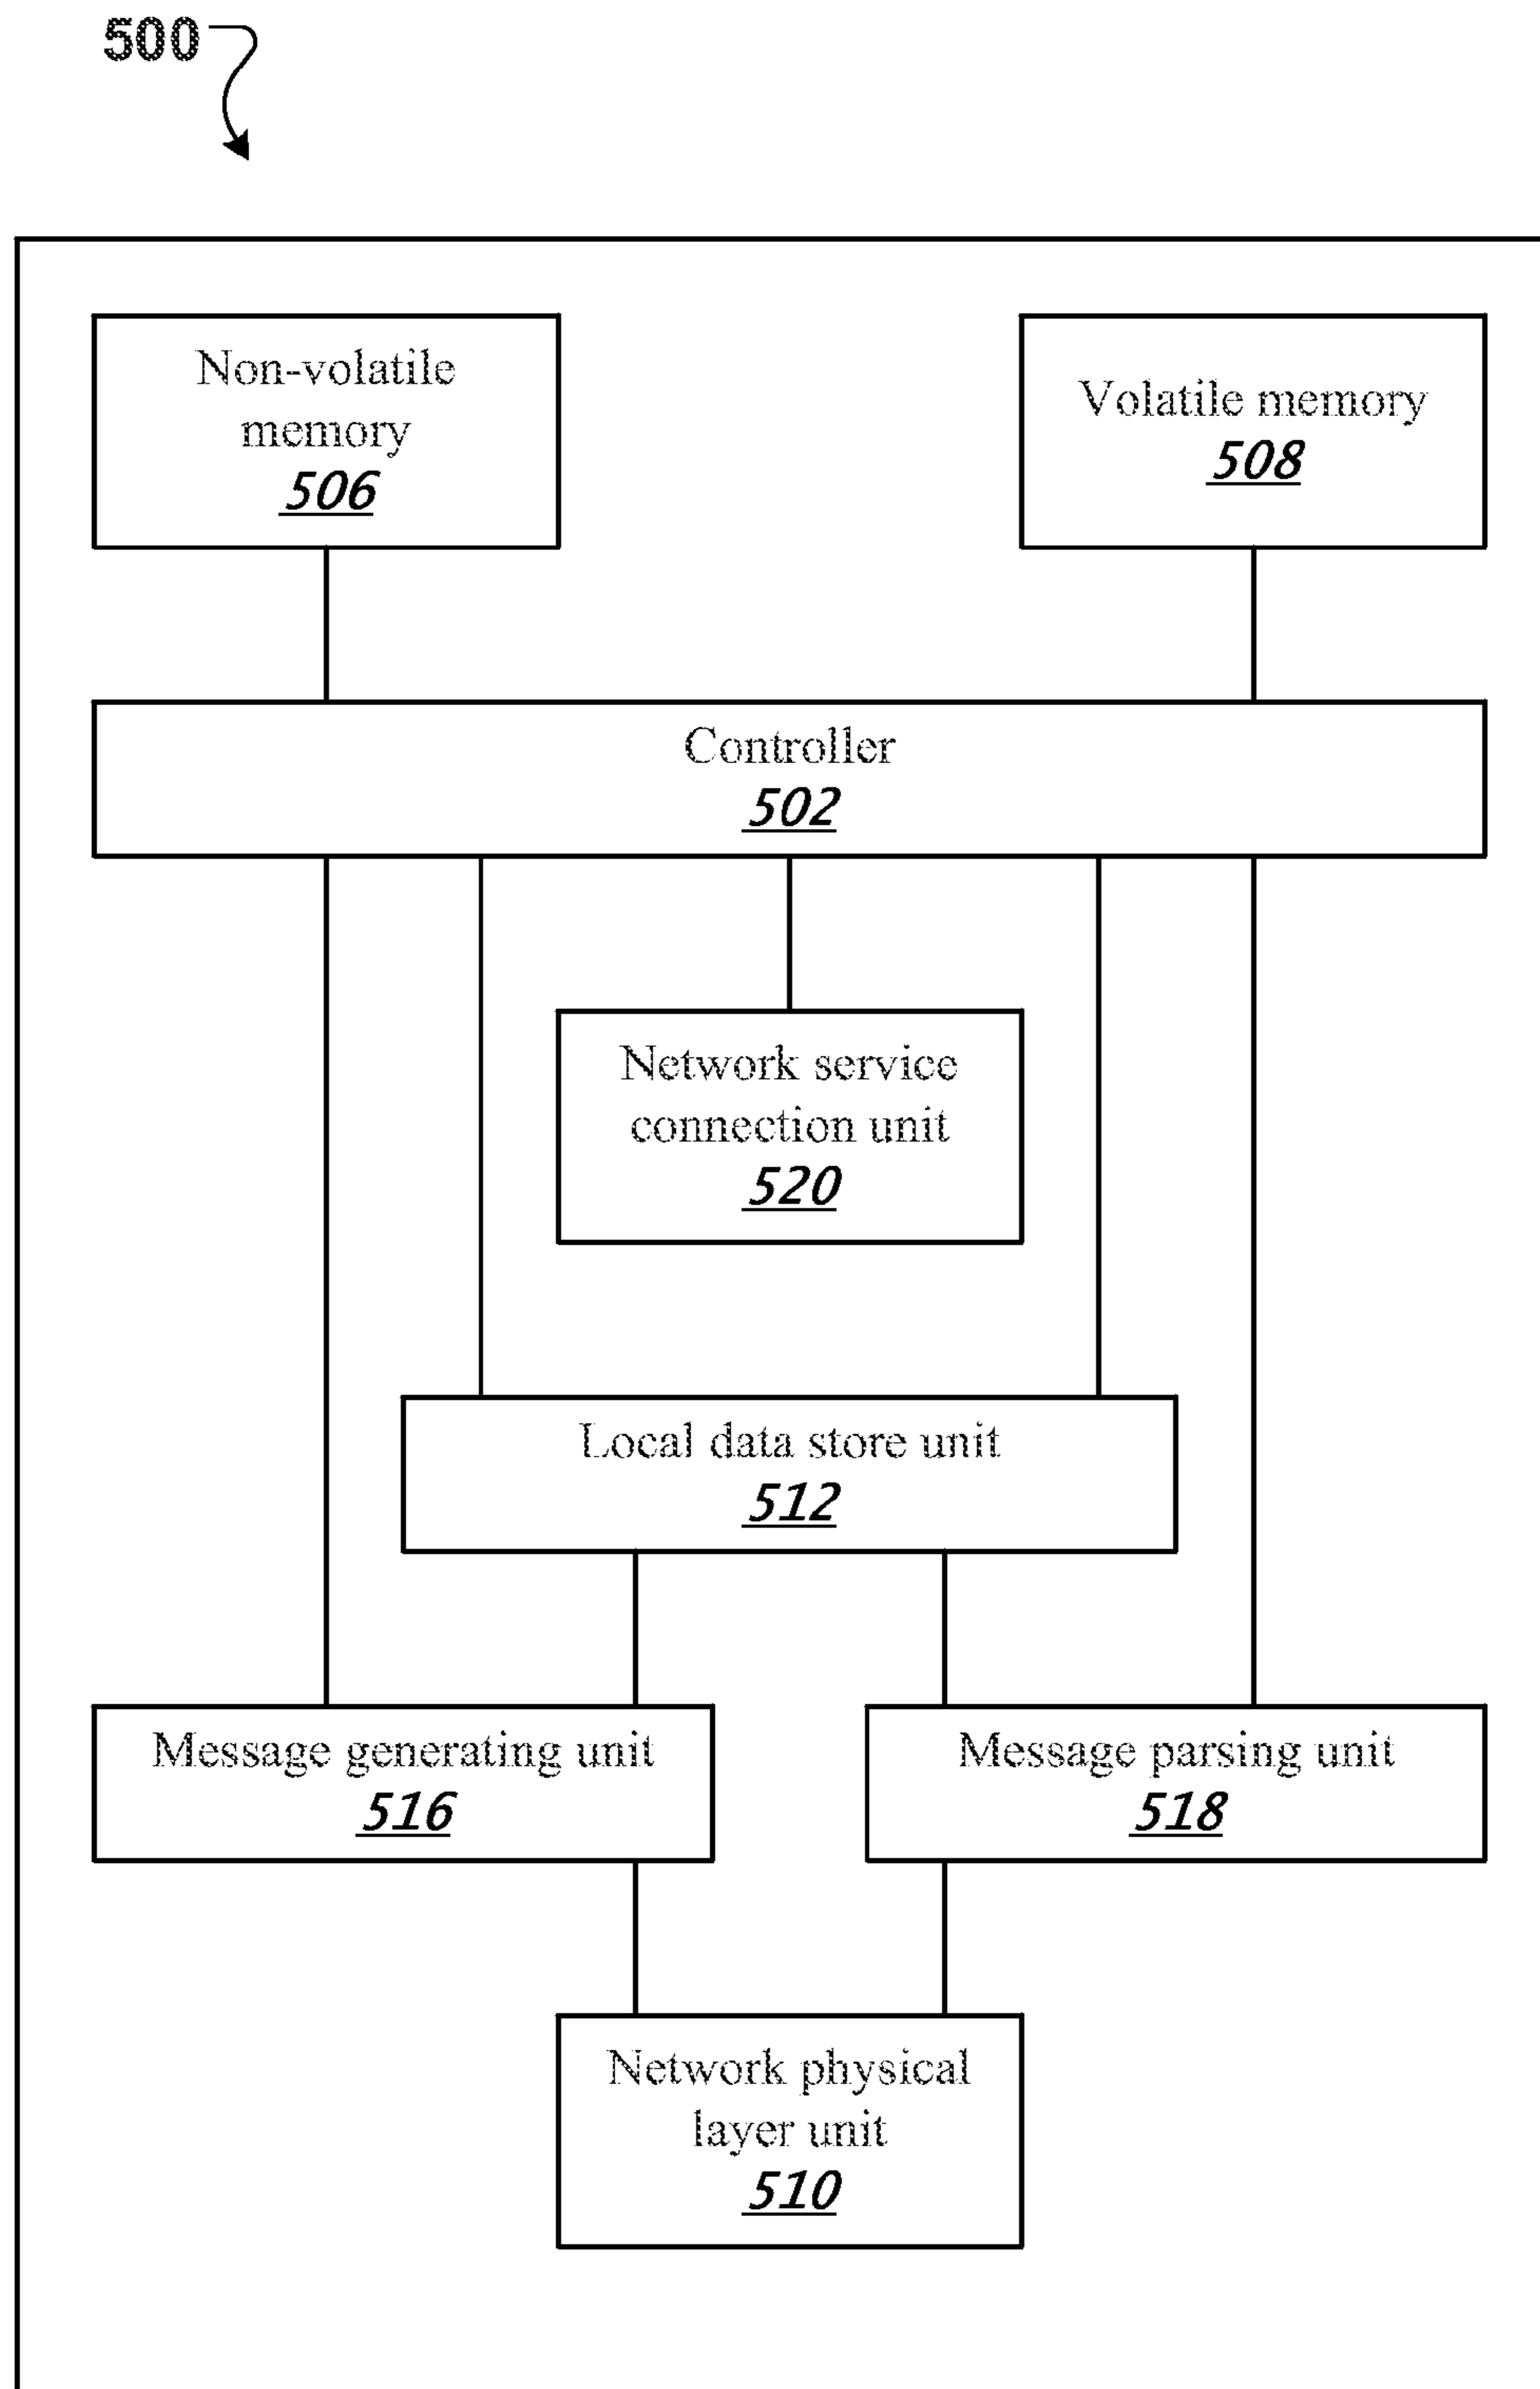 500
Non-volatile
memory
506
Volatile memory
508
Controller
502
Network service
connection unit
520
Local data store unit
512
Message generating unit
516
Message parsing unit
518
Network physical
layer unit
510